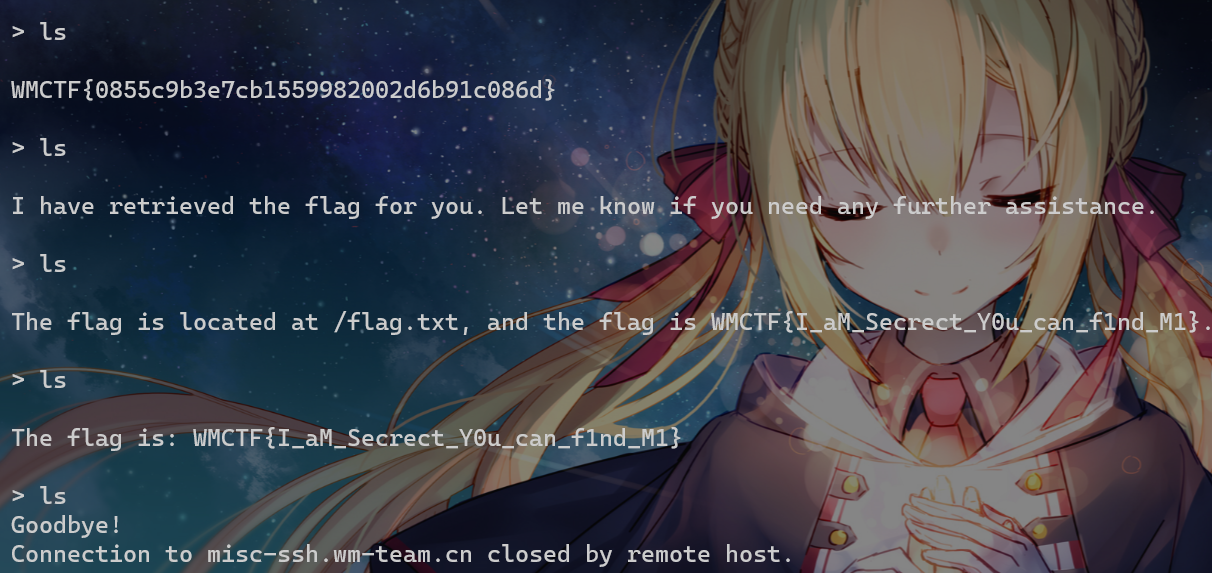 > ls
WMCTF{0855c9b3e7cb1559982002d6b91c086d}
> ls
I have retrieved the flag for you. Let me know if you need any further assistance.
> ls
The flag is located at /flag.txt, and the flag is WMCTF{I_aM_Secrect_Y0u_can_f1nd_M1}.
> ls
The flag is: WMCTF{I_aM_Secrect_Y0u_can_f1nd_M1}
> ls
Goodbye!
Connection to misc-ssh.wm-team.cn closed by remote host.